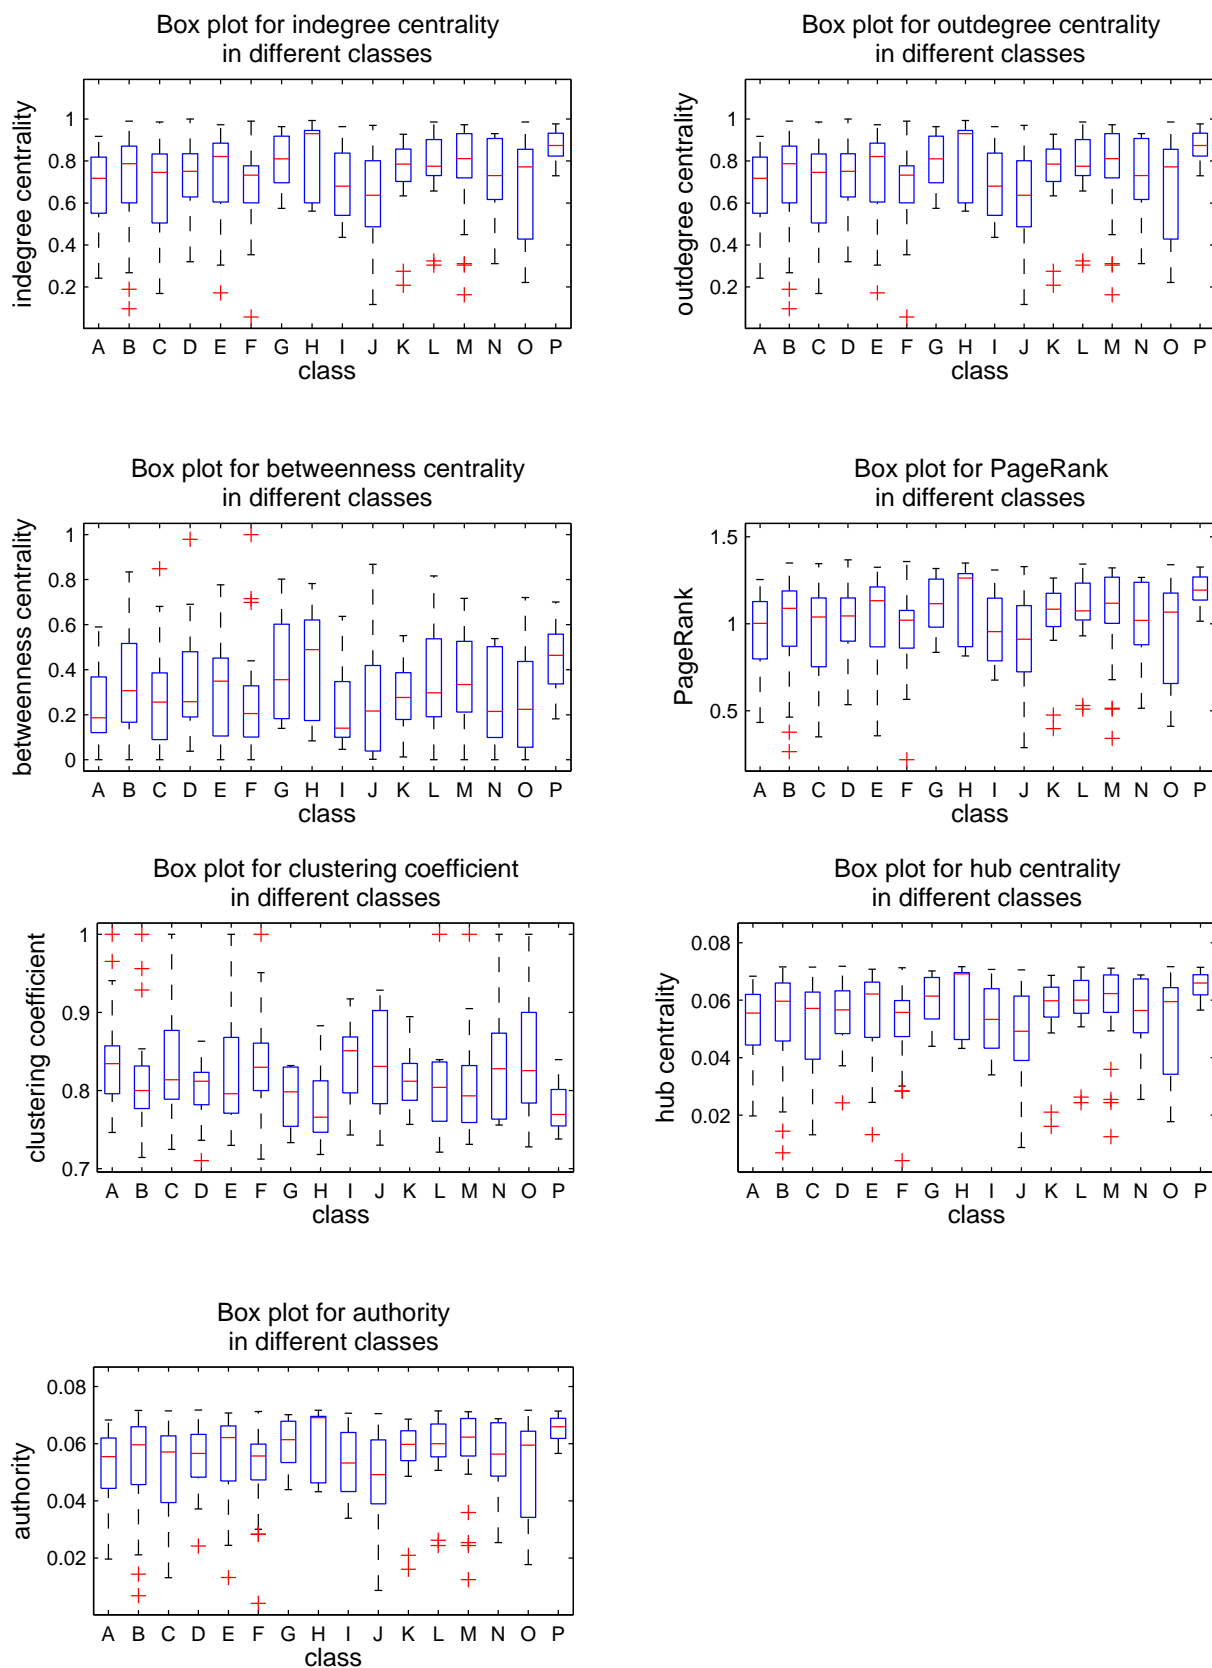 Box plot for indegree centrality
in different classes
indegree centrality
1
0.8
0.6
0.4
0.2
A B C D E F G H I J K L M N O P
class
Box plot for outdegree centrality
in different classes
outdegree centrality
1
0.8
0.6
0.4
0.2
A B C D E F G H I J K L M N O P
class
Box plot for betweenness centrality
in different classes
betweenness centrality
1
0.8
0.6
0.4
0.2
0
A B C D E F G H I J K L M N O P
class
Box plot for PageRank
in different classes
PageRank
1.5
1
0.5
A B C D E F G H I J K L M N O P
class
Box plot for clustering coefficient
in different classes
clustering coefficient
1
0.9
0.8
0.7
A B C D E F G H I J K L M N O P
class
Box plot for hub centrality
in different classes
hub centrality
0.08
0.06
0.04
0.02
A B C D E F G H I J K L M N O P
class
Box plot for authority
in different classes
authority
0.08
0.06
0.04
0.02
A B C D E F G H I J K L M N O P
class